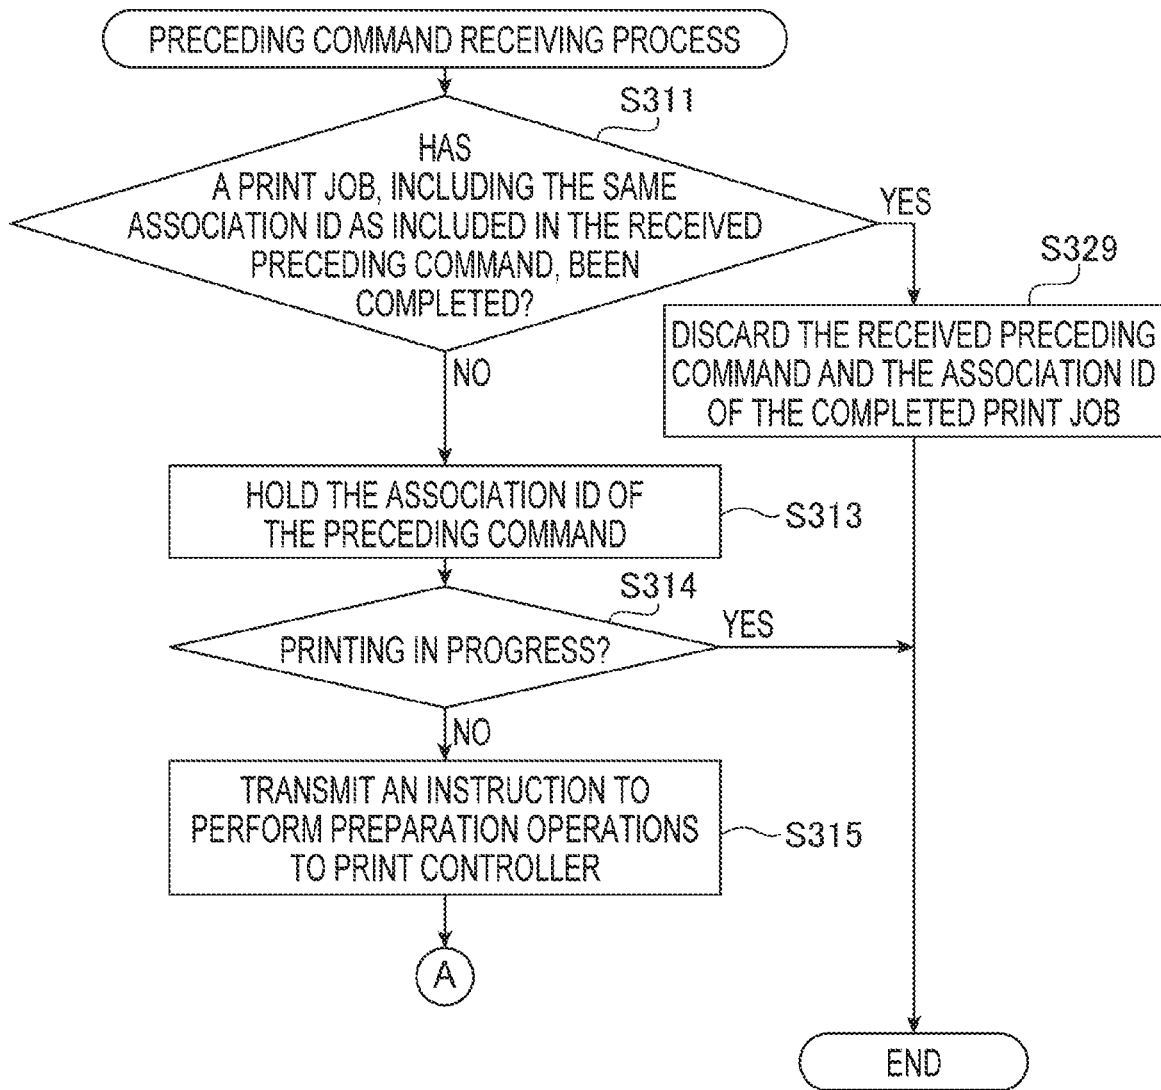 PRECEDING COMMAND RECEIVING PROCESS
S311
HAS
A PRINT JOB, INCLUDING THE SAME
ASSOCIATION ID AS INCLUDED IN THE RECEIVED
PRECEDING COMMAND, BEEN
COMPLETED?
YES
S329
DISCARD THE RECEIVED PRECEDING
COMMAND AND THE ASSOCIATION ID
OF THE COMPLETED PRINT JOB
NO
HOLD THE ASSOCIATION ID OF
THE PRECEDING COMMAND
S313
S314
PRINTING IN PROGRESS?
YES
NO
TRANSMIT AN INSTRUCTION TO
PERFORM PREPARATION OPERATIONS
TO PRINT CONTROLLER
S315
A
END